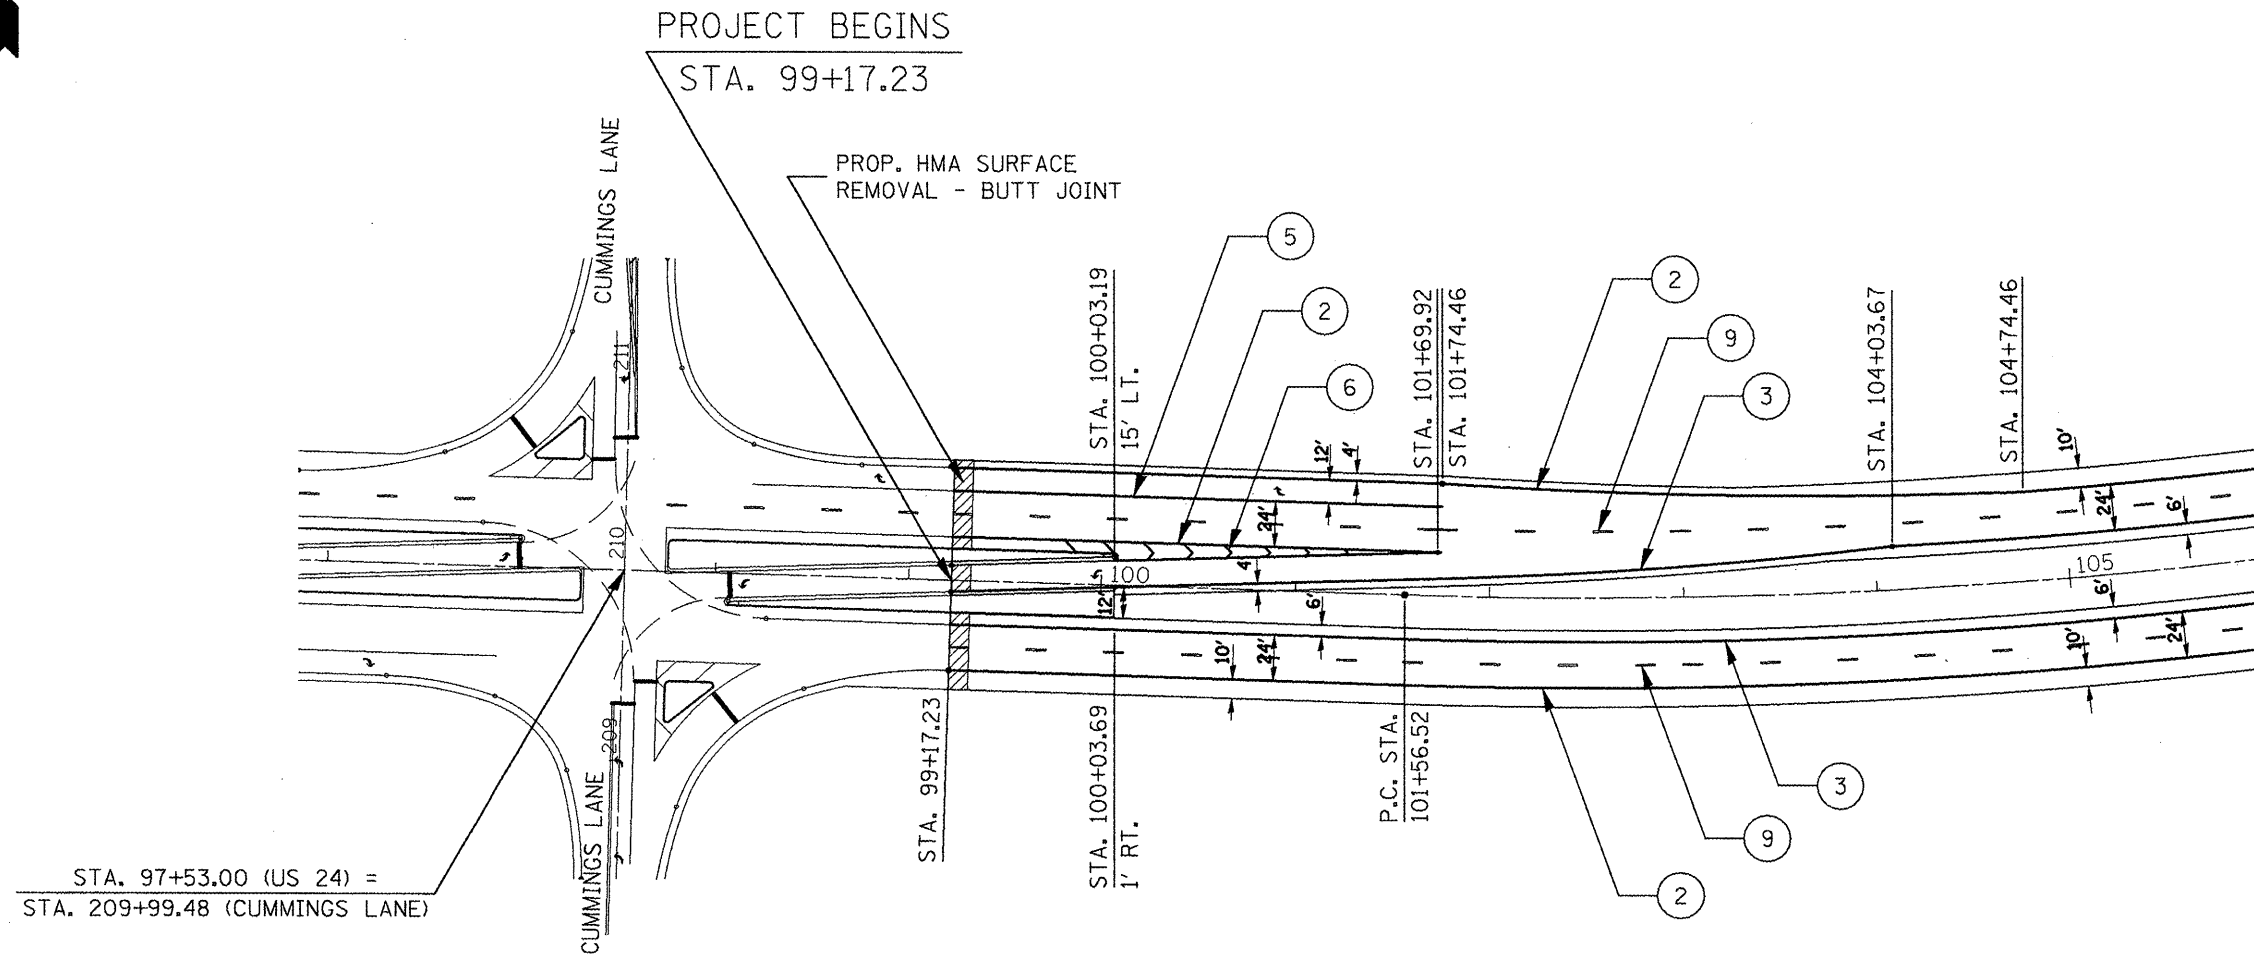 PROJECT BEGINS
STA. 99+17.23
PROP. HMA SURFACE
REMOVAL - BUTT JOINT
CUMMINGS LANE
211
210
209
CUMMINGS LANE
STA. 97+53.00 (US 24) =
STA. 209+99.48 (CUMMINGS LANE)
5
2
6
2
9
3
STA. 100+03.19
15' LT.
STA. 101+69.92
STA. 101+74.46
STA. 104+03.67
STA. 104+74.46
12'
4'
24'
10'
24'
6'
100
4'
12'
6'
105
6'
10'
24'
10'
24'
STA. 99+17.23
STA. 100+03.69
1' RT.
P.C. STA.
101+56.52
3
9
2